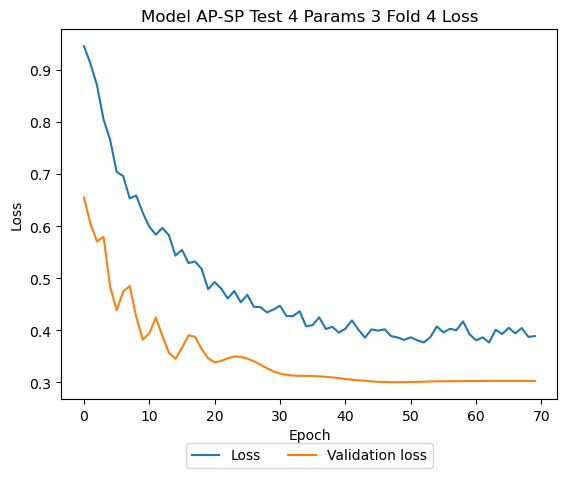 Model AP-SP Test 4 Params 3 Fold 4 Loss
Loss
0.9
0.8
0.7
0.6
0.5
0.4
0.3
0 10 20 30 40 50 60 70
Epoch
Loss Validation loss